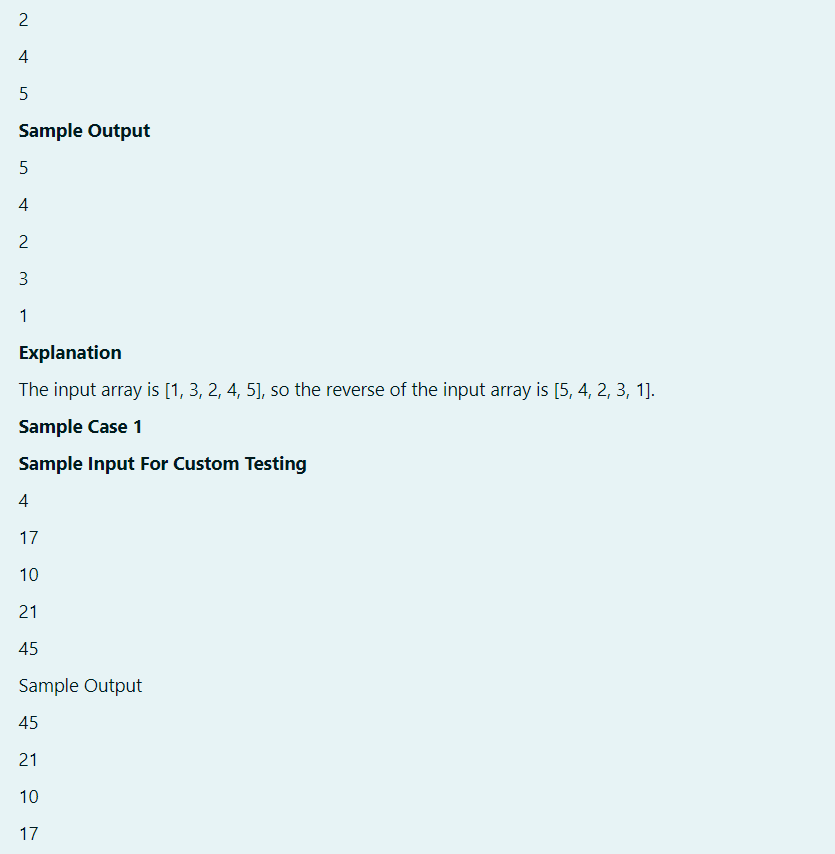 2
4
5
Sample Output
5
4
2
3
1
Explanation
The input array is [1, 3, 2, 4, 5], so the reverse of the input array is [5, 4, 2, 3, 1].
Sample Case 1
Sample Input For Custom Testing
4
17
10
21
45
Sample Output
45
21
10
17